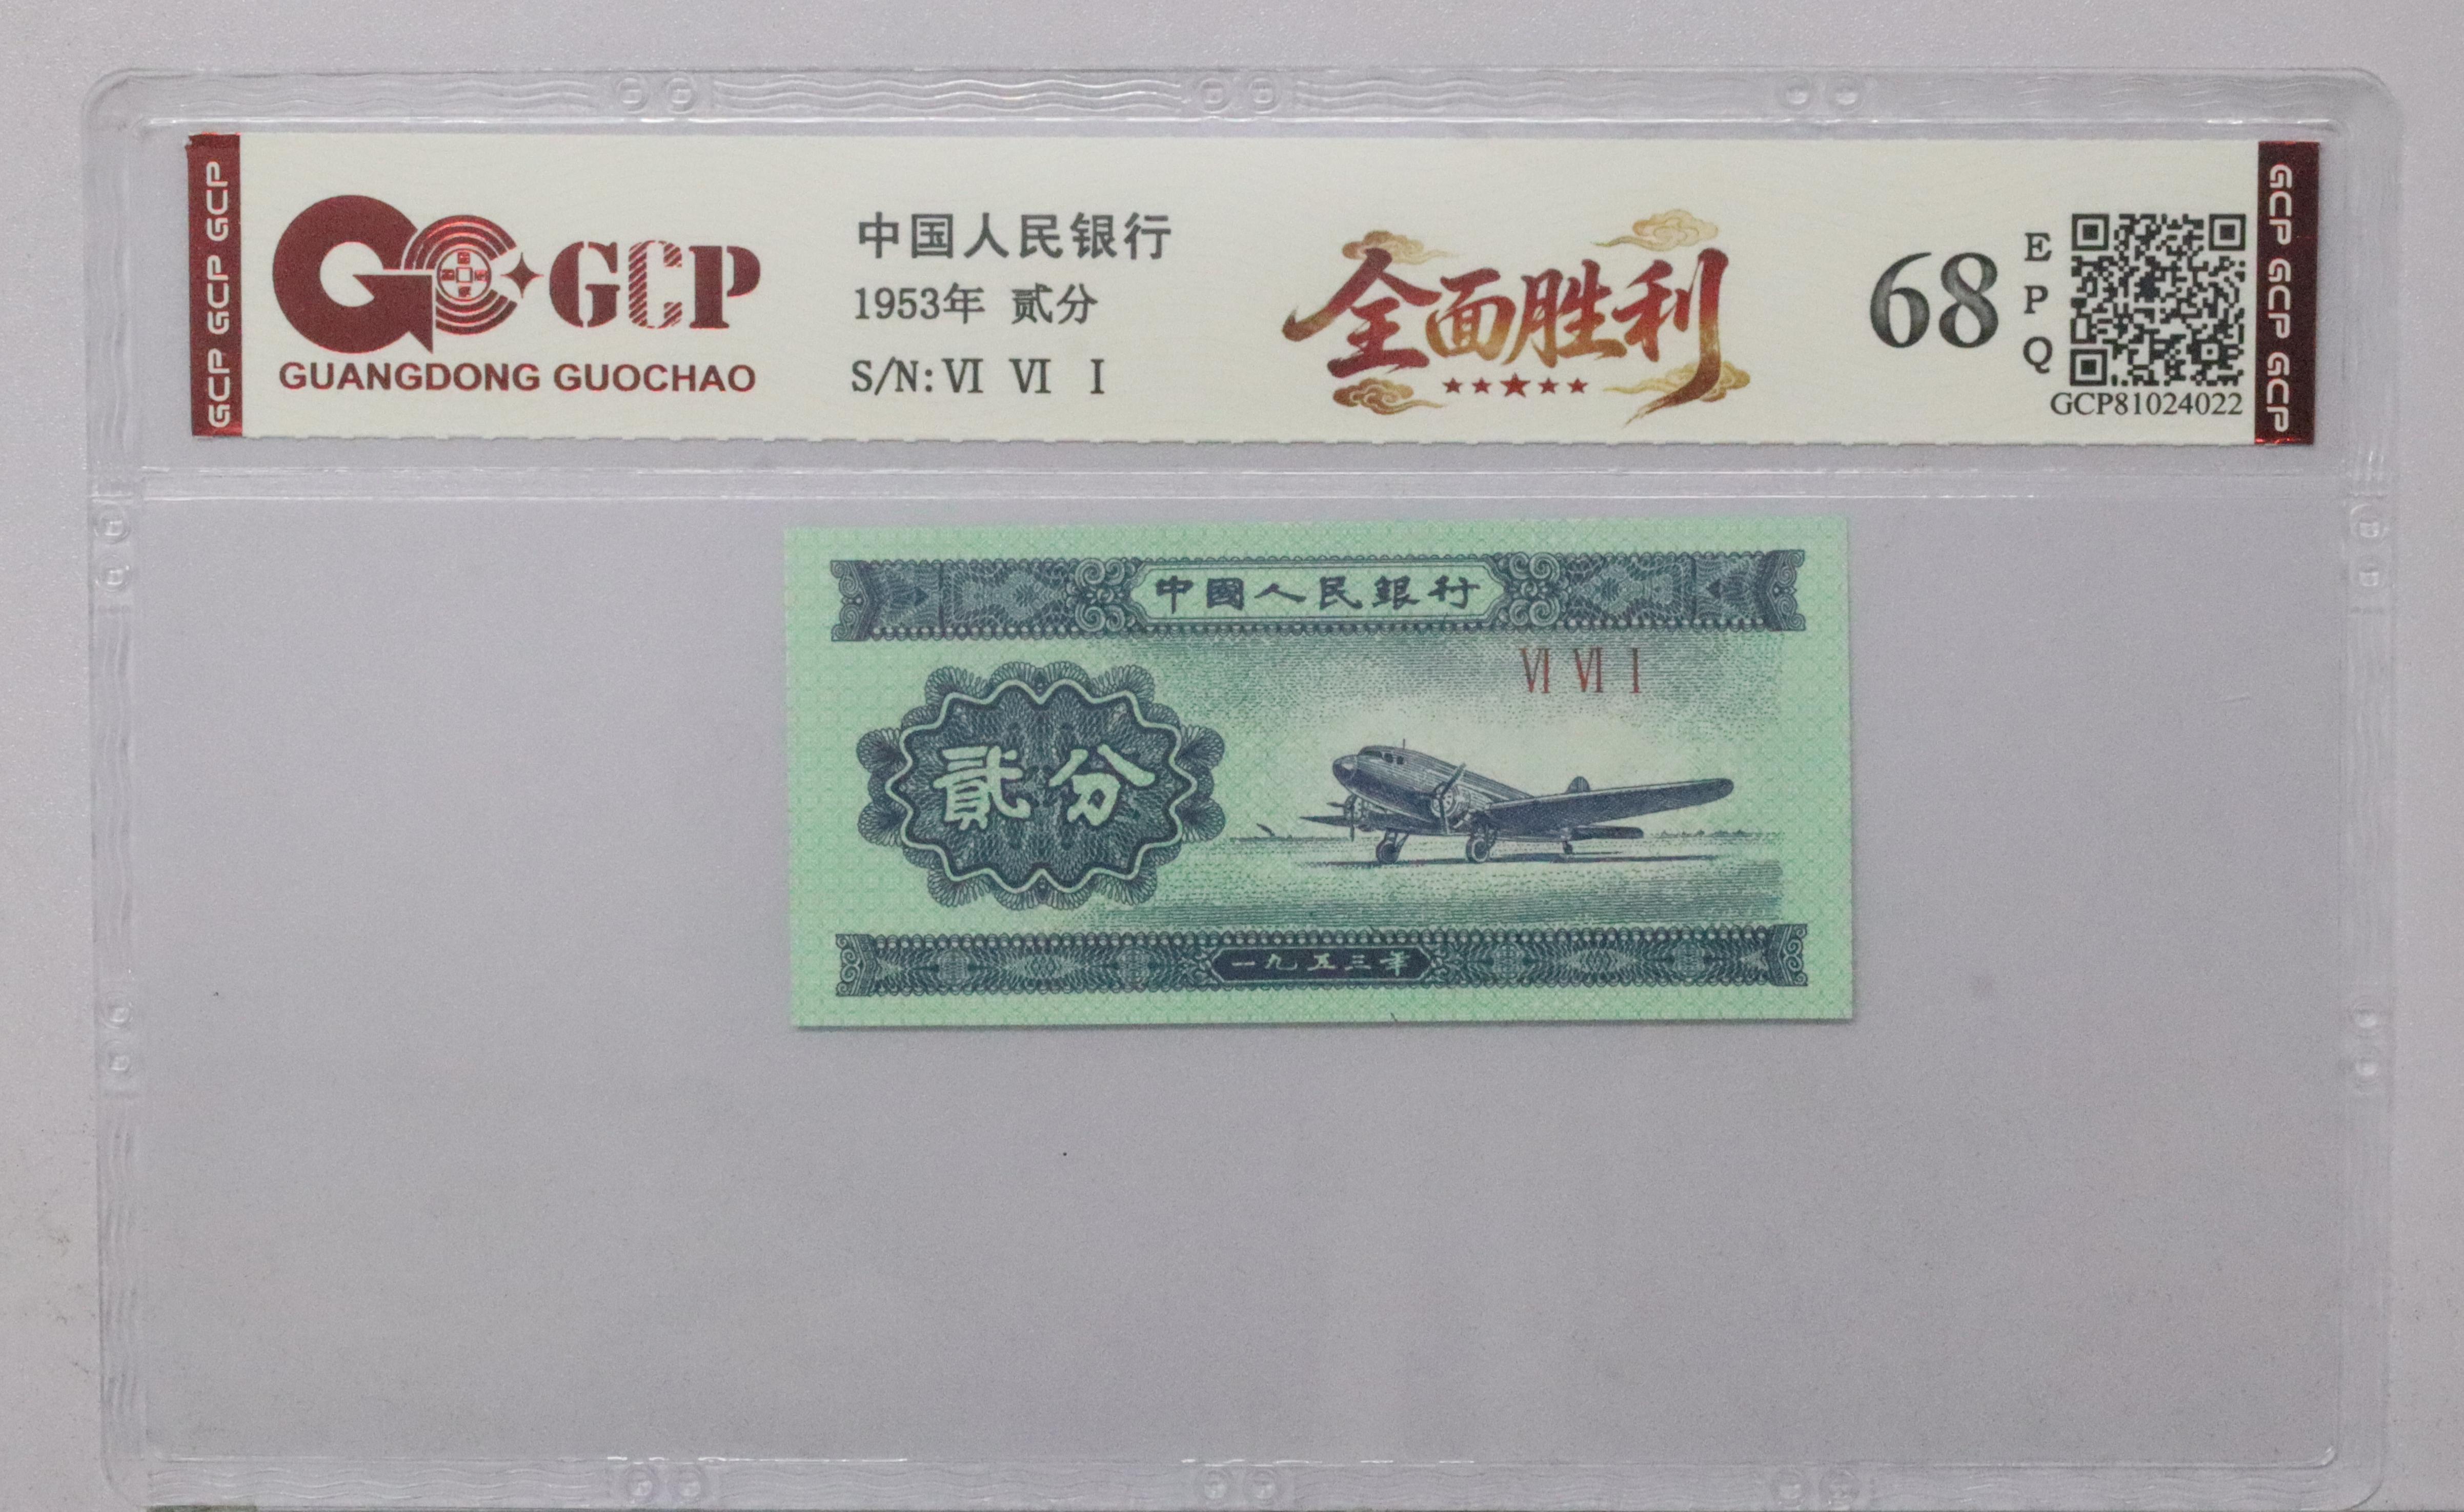 GCP GCP GCP
GCP
GUANGDONG GUOCHAO
中国人民银行
1953年 贰分
S/N: VI VI I
全面胜利
★★★★★
68
E
P
Q
GCP81024022
GCP GCP GCP
中國人民銀行
VI VI I
貳分
一九五三年